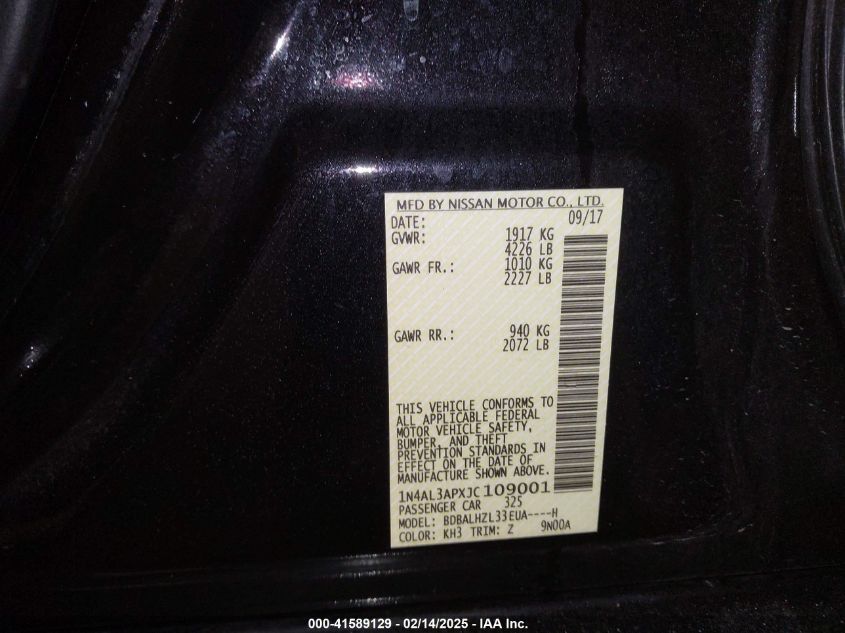 MFD BY NISSAN MOTOR CO., LTD.
DATE: 09/17
GVWR: 1917 KG
4226 LB
GAWR FR.: 1010 KG
2227 LB
GAWR RR.: 940 KG
2072 LB
THIS VEHICLE CONFORMS TO
ALL APPLICABLE FEDERAL
MOTOR VEHICLE SAFETY,
BUMPER, AND THEFT
PREVENTION STANDARDS IN
EFFECT ON THE DATE OF
MANUFACTURE SHOWN ABOVE.
1N4AL3APXJC109001
PASSENGER CAR 325
MODEL: BDBALHZL33EUA----H
COLOR: KH3 TRIM: Z 9N00A
000-41589129 - 02/14/2025 - IAA Inc.